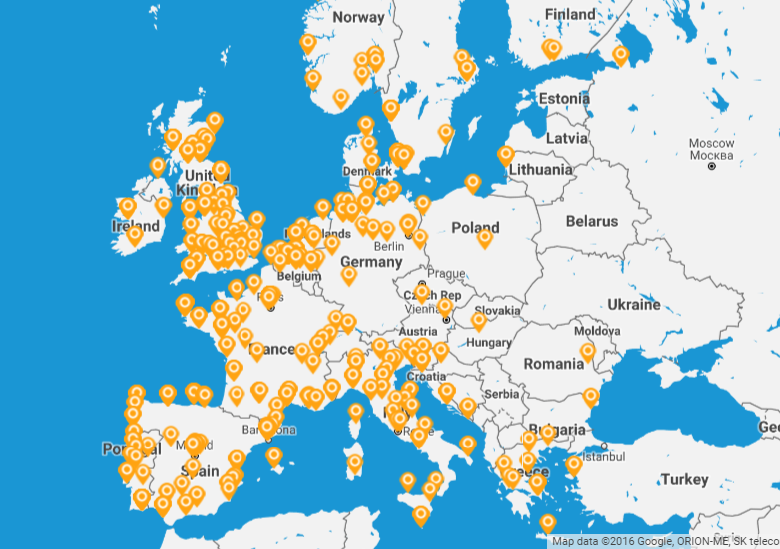 Norway
Finland
Estonia
Latvia
Moscow
Москва
Denmark
Lithuania
United
Kingdom
Ireland
Belarus
Poland
Berlin
Germany
Belgium
Prague
Czech Rep
Ukraine
Vienna
Slovakia
Moldova
Austria
Hungary
France
Romania
Croatia
Serbia
Italy
Barcelona
Bulgaria
Portugal
Spain
Istanbul
Greece
Turkey
Map data ©2016 Google, ORION-ME, SK teleco